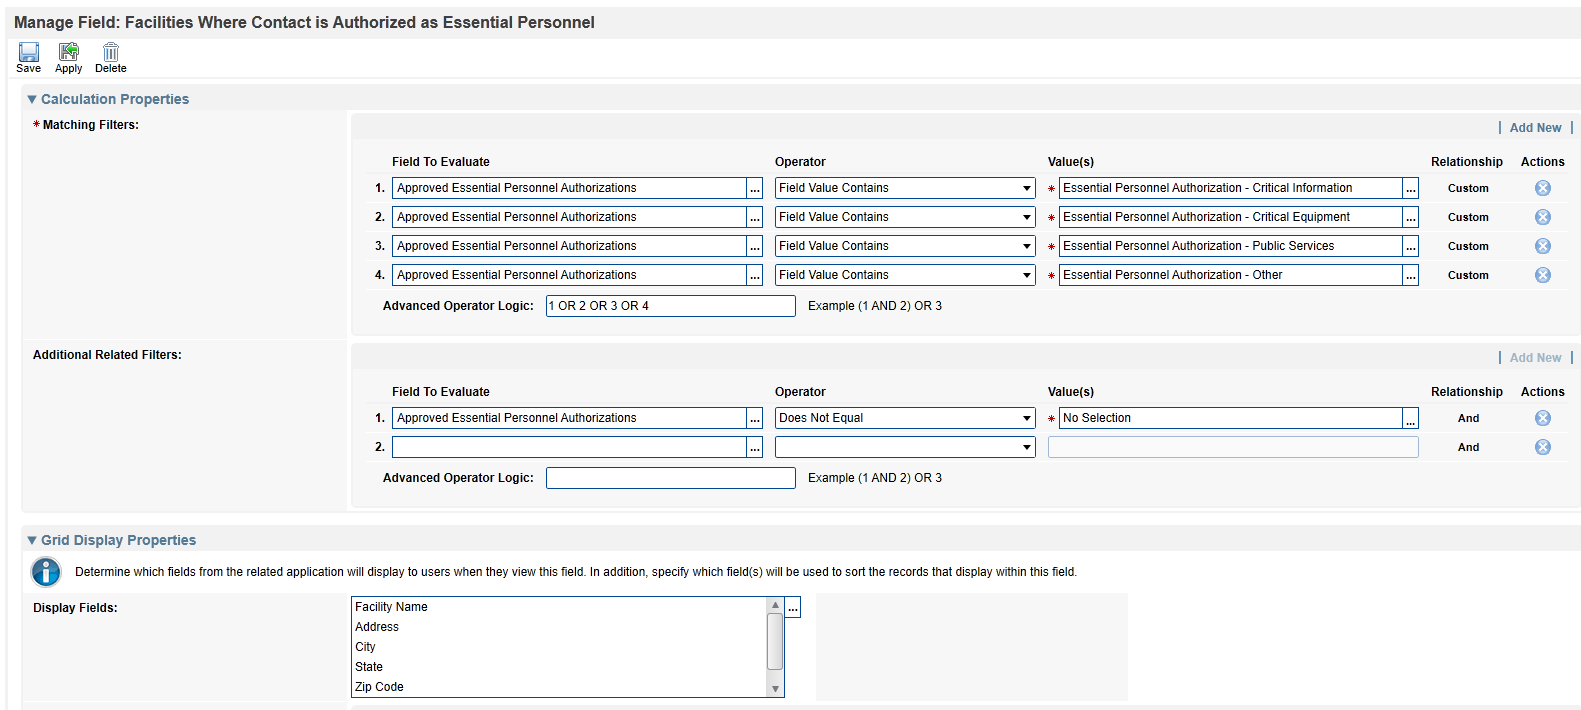 Manage Field: Facilities Where Contact is Authorized as Essential Personnel
Save Apply Delete
Calculation Properties
* Matching Filters:
Add New
Field To Evaluate Operator Value(s) Relationship Actions
1. Approved Essential Personnel Authorizations ... Field Value Contains * Essential Personnel Authorization - Critical Information ... Custom
2. Approved Essential Personnel Authorizations ... Field Value Contains * Essential Personnel Authorization - Critical Equipment ... Custom
3. Approved Essential Personnel Authorizations ... Field Value Contains * Essential Personnel Authorization - Public Services ... Custom
4. Approved Essential Personnel Authorizations ... Field Value Contains * Essential Personnel Authorization - Other ... Custom
Advanced Operator Logic: 1 OR 2 OR 3 OR 4 Example (1 AND 2) OR 3
Additional Related Filters:
Add New
Field To Evaluate Operator Value(s) Relationship Actions
1. Approved Essential Personnel Authorizations ... Does Not Equal * No Selection ... And
2. ... And
Advanced Operator Logic: Example (1 AND 2) OR 3
Grid Display Properties
Determine which fields from the related application will display to users when they view this field. In addition, specify which field(s) will be used to sort the records that display within this field.
Display Fields:
Facility Name ...
Address
City
State
Zip Code